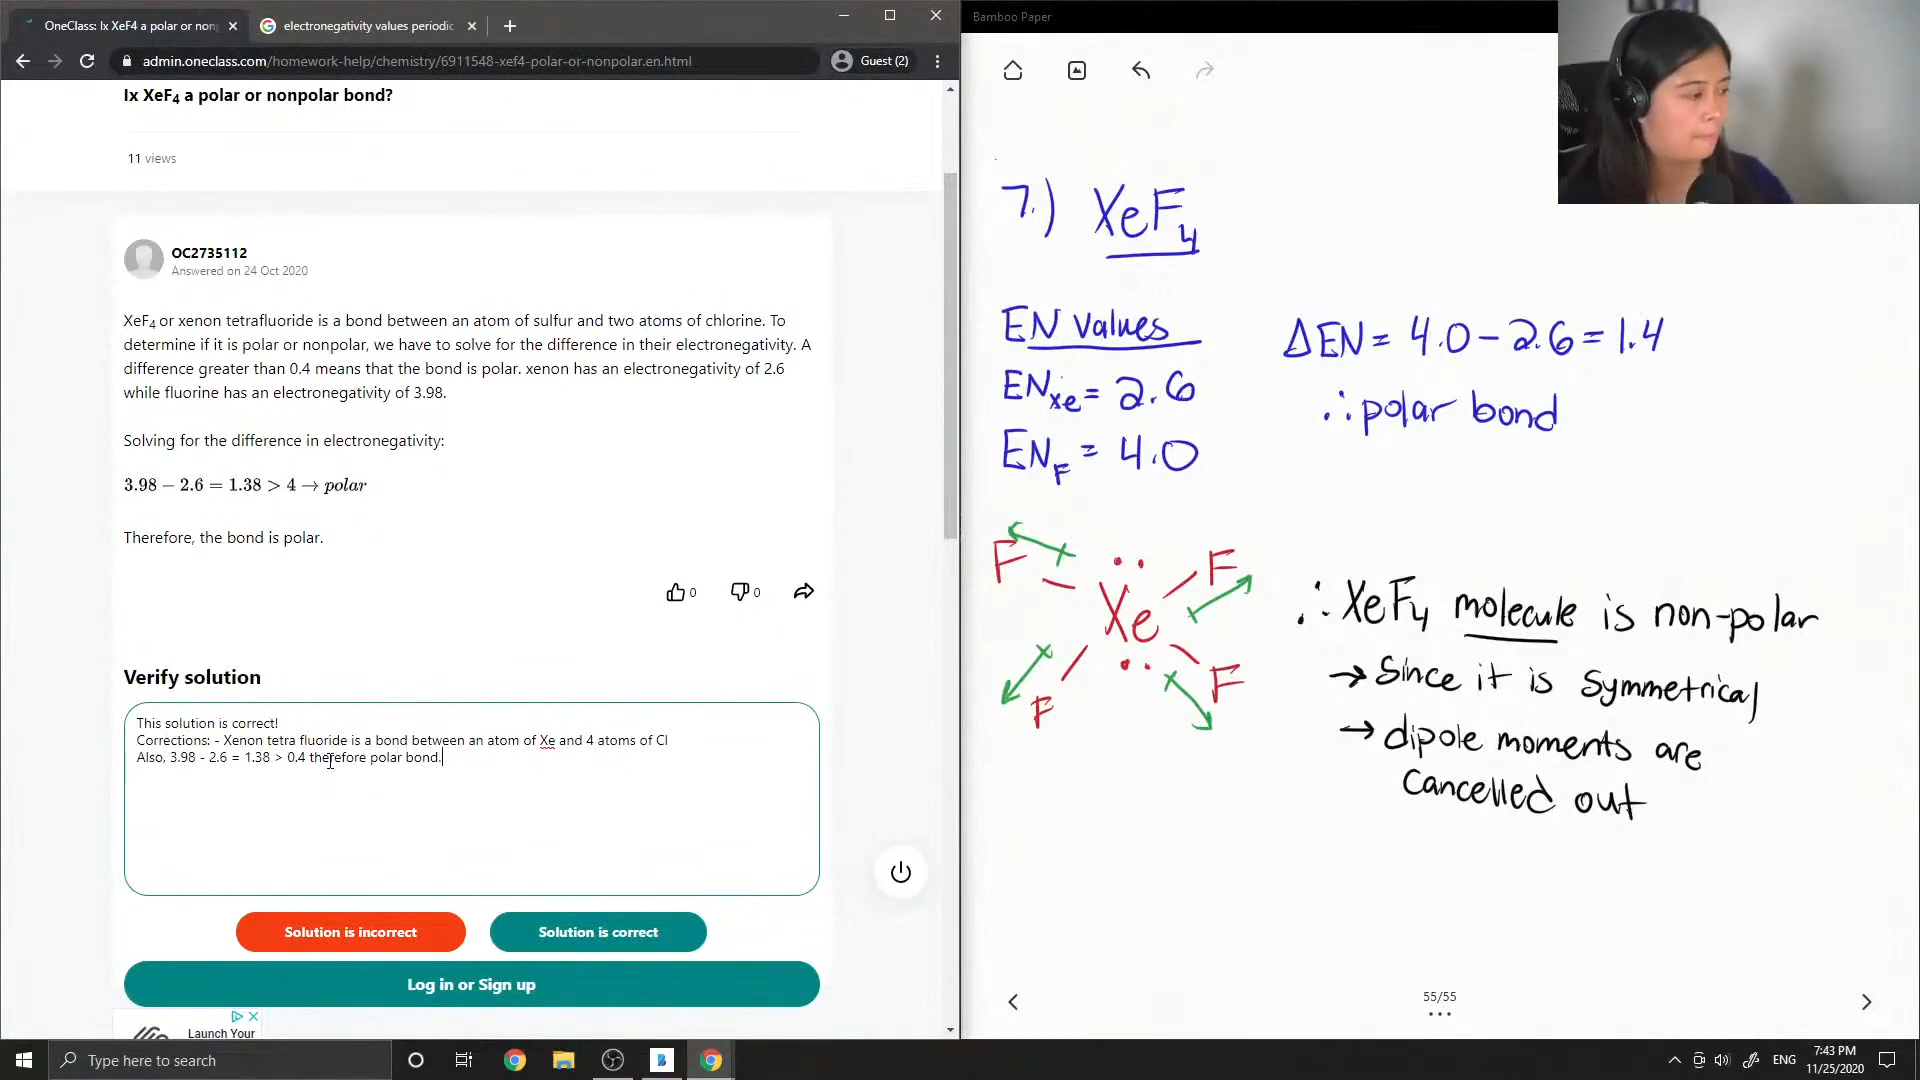 OneClass: Ix XeF4 a polar or non
electronegativity values periodic
admin.oneclass.com/homework-help/chemistry/6911548-xef4-polar-or-nonpolar.en.html
Guest (2)
Ix XeF4 a polar or nonpolar bond?
11 views
OC2735112
Answered on 24 Oct 2020
XeF4 or xenon tetrafluoride is a bond between an atom of sulfur and two atoms of chlorine. To
determine if it is polar or nonpolar, we have to solve for the difference in their electronegativity. A
difference greater than 0.4 means that the bond is polar. xenon has an electronegativity of 2.6
while fluorine has an electronegativity of 3.98.
Solving for the difference in electronegativity:
3.98 − 2.6 = 1.38 > 4 → polar
Therefore, the bond is polar.
0
0
Verify solution
This solution is correct!
Corrections: - Xenon tetra fluoride is a bond between an atom of Xe and 4 atoms of Cl
Also, 3.98 - 2.6 = 1.38 > 0.4 therefore polar bond.
Solution is incorrect
Solution is correct
Log in or Sign up
Launch Your
Bamboo Paper
7.) XeF4
EN Values
ENXe = 2.6
ENF = 4.0
ΔEN = 4.0 - 2.6 = 1.4
∴ polar bond
F
F
Xe
F
F
∴ XeF4 molecule is non-polar
→ Since it is symmetrical
→ dipole moments are
cancelled out
55/55
Type here to search
ENG
7:43 PM
11/25/2020